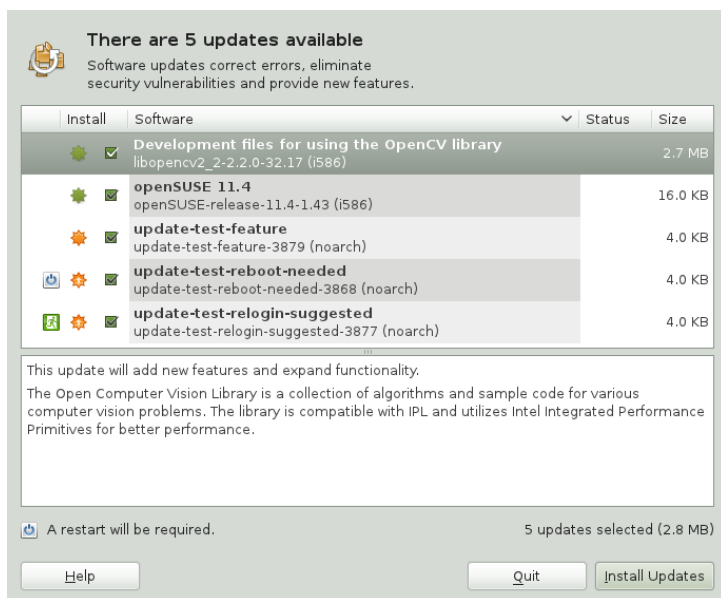 There are 5 updates available
Software updates correct errors, eliminate
security vulnerabilities and provide new features.
Install Software Status Size
Development files for using the OpenCV library
libopencv2_2-2.2.0-32.17 (i586) 2.7 MB
openSUSE 11.4
openSUSE-release-11.4-1.43 (i586) 16.0 KB
update-test-feature
update-test-feature-3879 (noarch) 4.0 KB
update-test-reboot-needed
update-test-reboot-needed-3868 (noarch) 4.0 KB
update-test-relogin-suggested
update-test-relogin-suggested-3877 (noarch) 4.0 KB
This update will add new features and expand functionality.
The Open Computer Vision Library is a collection of algorithms and sample code for various
computer vision problems. The library is compatible with IPL and utilizes Intel Integrated Performance
Primitives for better performance.
A restart will be required. 5 updates selected (2.8 MB)
Help Quit Install Updates